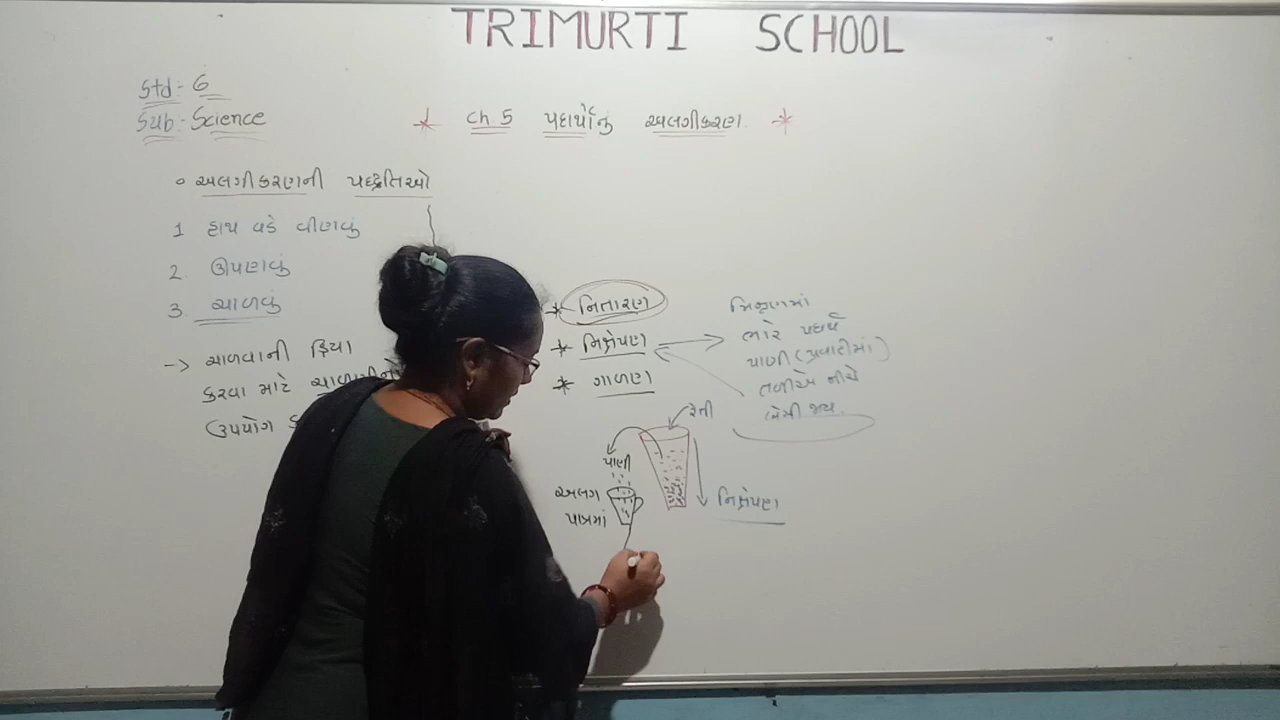 TRIMURTI SCHOOL
Std:- 6
Sub:- Science
* Ch 5 પદાર્થોનું અલગીકરણ. *
૦ અલગીકરણની પદ્ધતિઓ
1 હાથ વડે વીણવું
2 ઊપણવું
3 ચાળવું
-> ચાળવાની ક્રિયા
કરવા માટે
ઉપયોગ
* નિતારણ
* નિક્ષેપણ
* ગાળણ
મિશ્રણમાં
ભારે પદાર્થ
પાણી (પ્રવાહીમાં)
તળીએ નીચે
બેસી જાય.
રેતી
પાણી
અલગ
પાત્રમાં
નિક્ષેપણ